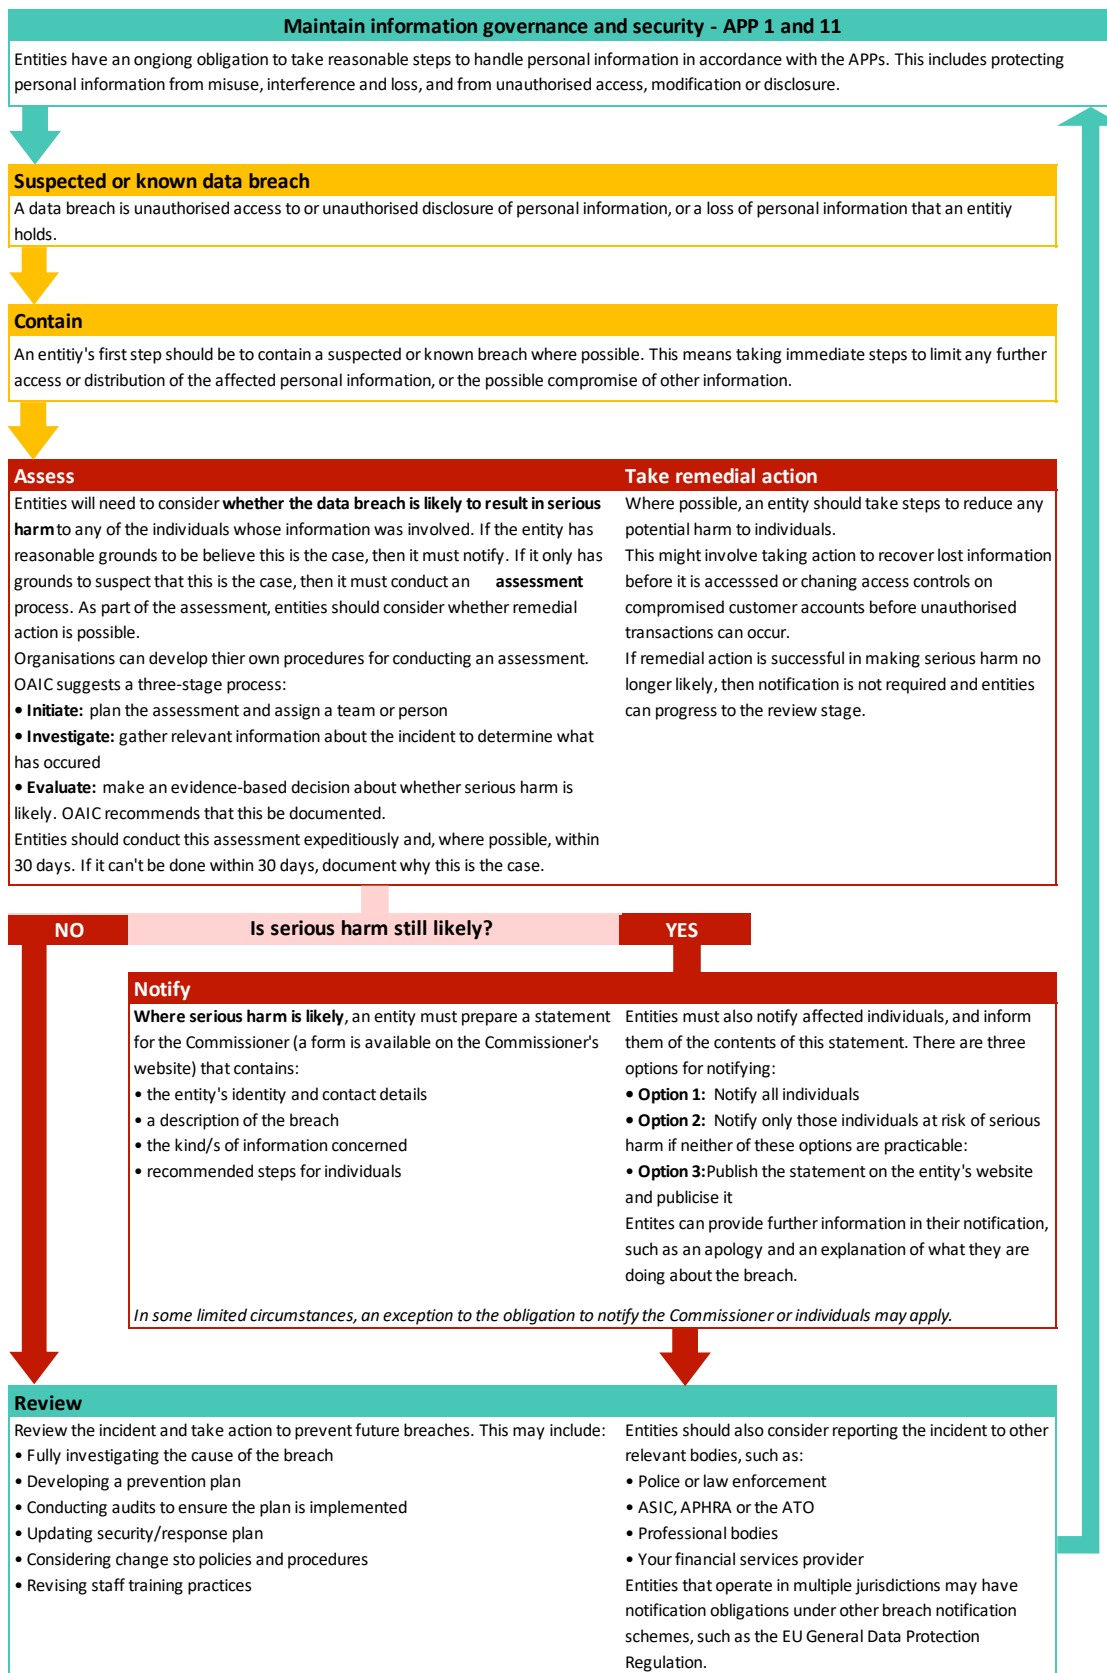 Maintain information governance and security - APP 1 and 11
Entities have an ongiong obligation to take reasonable steps to handle personal information in accordance with the APPs. This includes protecting
personal information from misuse, interference and loss, and from unauthorised access, modification or disclosure.
Suspected or known data breach
A data breach is unauthorised access to or unauthorised disclosure of personal information, or a loss of personal information that an entitiy
holds.
Contain
An entitiy's first step should be to contain a suspected or known breach where possible. This means taking immediate steps to limit any further
access or distribution of the affected personal information, or the possible compromise of other information.
Assess
Entities will need to consider whether the data breach is likely to result in serious
harm to any of the individuals whose information was involved. If the entity has
reasonable grounds to be believe this is the case, then it must notify. If it only has
grounds to suspect that this is the case, then it must conduct an assessment
process. As part of the assessment, entities should consider whether remedial
action is possible.
Organisations can develop thier own procedures for conducting an assessment.
OAIC suggests a three-stage process:
• Initiate: plan the assessment and assign a team or person
• Investigate: gather relevant information about the incident to determine what
has occured
• Evaluate: make an evidence-based decision about whether serious harm is
likely. OAIC recommends that this be documented.
Entities should conduct this assessment expeditiously and, where possible, within
30 days. If it can't be done within 30 days, document why this is the case.
Take remedial action
Where possible, an entity should take steps to reduce any
potential harm to individuals.
This might involve taking action to recover lost information
before it is accesssed or chaning access controls on
compromised customer accounts before unauthorised
transactions can occur.
If remedial action is successful in making serious harm no
longer likely, then notification is not required and entities
can progress to the review stage.
NO
Is serious harm still likely?
YES
Notify
Where serious harm is likely, an entity must prepare a statement
for the Commissioner (a form is available on the Commissioner's
website) that contains:
• the entity's identity and contact details
• a description of the breach
• the kind/s of information concerned
• recommended steps for individuals
Entities must also notify affected individuals, and inform
them of the contents of this statement. There are three
options for notifying:
• Option 1: Notify all individuals
• Option 2: Notify only those individuals at risk of serious
harm if neither of these options are practicable:
• Option 3: Publish the statement on the entity's website
and publicise it
Entites can provide further information in their notification,
such as an apology and an explanation of what they are
doing about the breach.
In some limited circumstances, an exception to the obligation to notify the Commissioner or individuals may apply.
Review
Review the incident and take action to prevent future breaches. This may include:
• Fully investigating the cause of the breach
• Developing a prevention plan
• Conducting audits to ensure the plan is implemented
• Updating security/response plan
• Considering change sto policies and procedures
• Revising staff training practices
Entities should also consider reporting the incident to other
relevant bodies, such as:
• Police or law enforcement
• ASIC, APHRA or the ATO
• Professional bodies
• Your financial services provider
Entities that operate in multiple jurisdictions may have
notification obligations under other breach notification
schemes, such as the EU General Data Protection
Regulation.